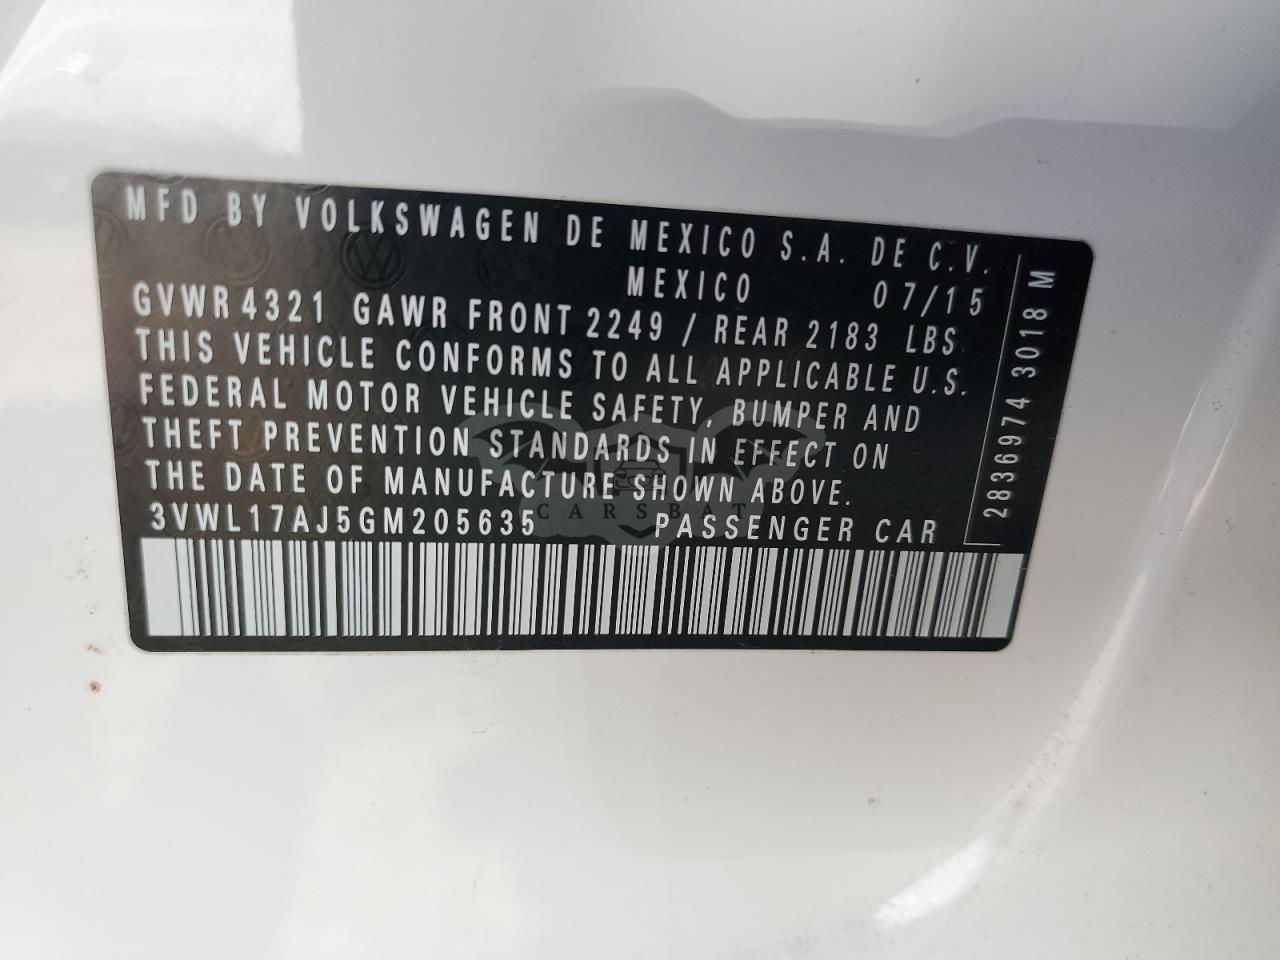 MFD BY VOLKSWAGEN DE MEXICO S.A. DE C.V.
MEXICO 07/15
GVWR 4321 GAWR FRONT 2249 / REAR 2183 LBS
THIS VEHICLE CONFORMS TO ALL APPLICABLE U.S.
FEDERAL MOTOR VEHICLE SAFETY, BUMPER AND
THEFT PREVENTION STANDARDS IN EFFECT ON
THE DATE OF MANUFACTURE SHOWN ABOVE.
3VWL17AJ5GM205635 PASSENGER CAR
2836974 3018 M
CARSBAT